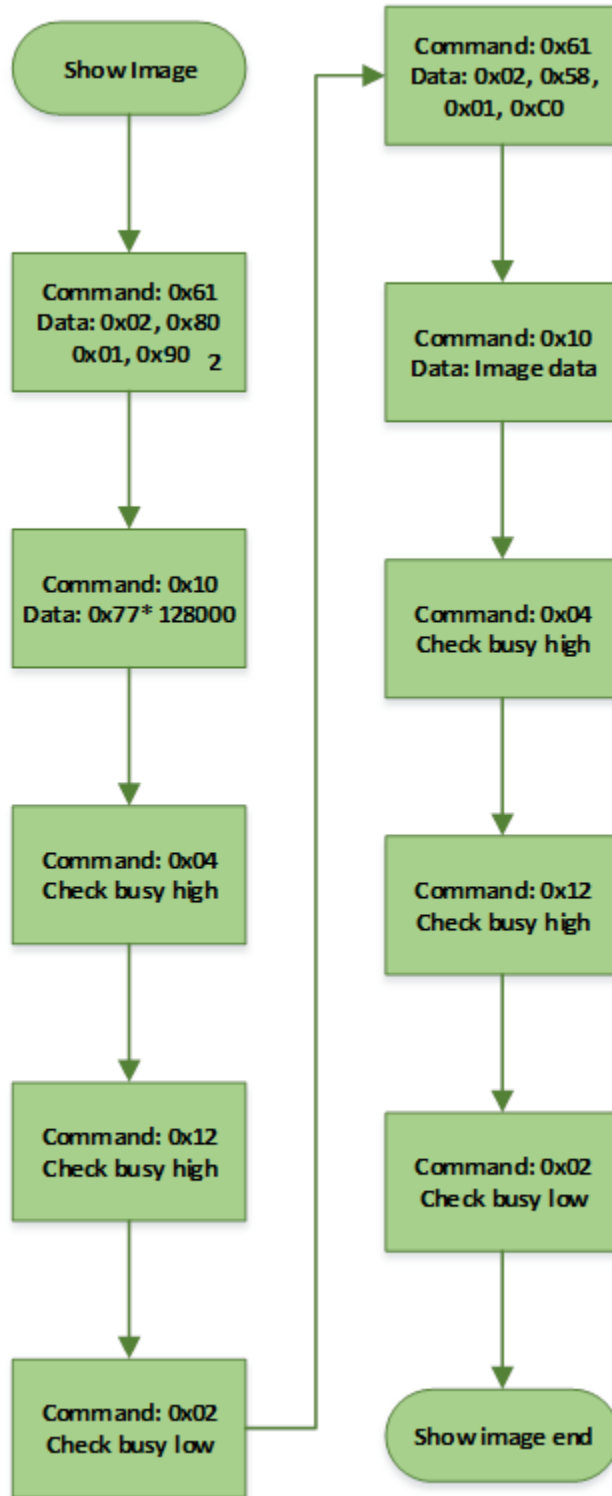 Show Image
Command: 0x61
Data: 0x02, 0x80
0x01, 0x90 2
Command: 0x10
Data: 0x77* 128000
Command: 0x04
Check busy high
Command: 0x12
Check busy high
Command: 0x02
Check busy low
Command: 0x61
Data: 0x02, 0x58,
0x01, 0xC0
Command: 0x10
Data: Image data
Command: 0x04
Check busy high
Command: 0x12
Check busy high
Command: 0x02
Check busy low
Show image end